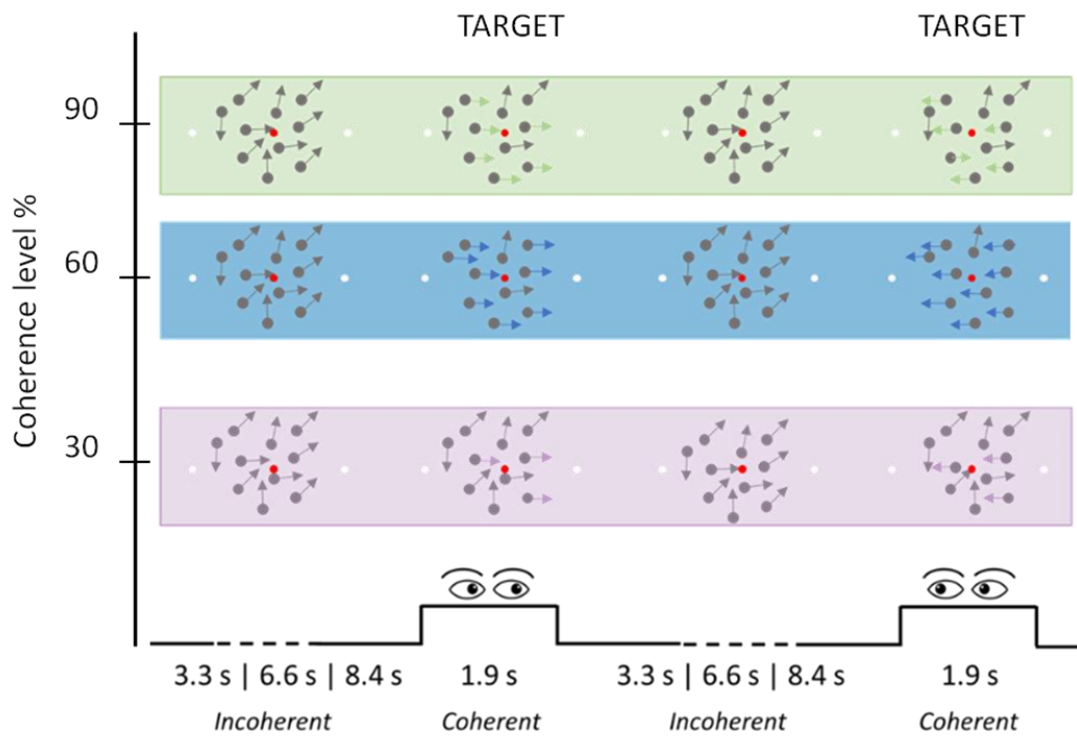 TARGET TARGET
Coherence level %
90
60
30
3.3 s | 6.6 s | 8.4 s 1.9 s 3.3 s | 6.6 s | 8.4 s 1.9 s
Incoherent Coherent Incoherent Coherent